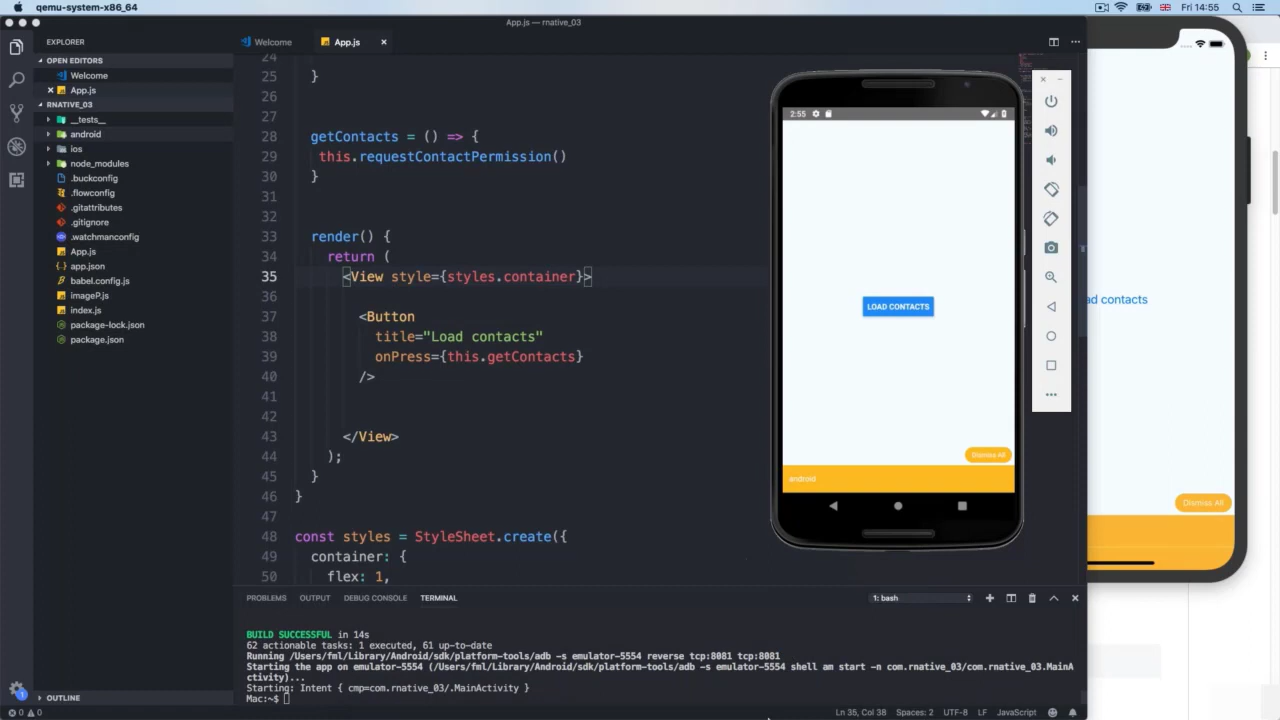 qemu-system-x86_64
Fri 14:55
App.js — rnative_03
EXPLORER
OPEN EDITORS
Welcome
App.js
RNATIVE_03
__tests__
android
ios
node_modules
.buckconfig
.flowconfig
.gitattributes
.gitignore
.watchmanconfig
App.js
app.json
babel.config.js
imageP.js
index.js
package-lock.json
package.json
OUTLINE
Welcome
App.js
24
25 }
26
27
28 getContacts = () => {
29 this.requestContactPermission()
30 }
31
32
33 render() {
34 return (
35 <View style={styles.container}>
36
37 <Button
38 title="Load contacts"
39 onPress={this.getContacts}
40 />
41
42
43 </View>
44 );
45 }
46 }
47
48 const styles = StyleSheet.create({
49 container: {
50 flex: 1,
PROBLEMS OUTPUT DEBUG CONSOLE TERMINAL
1: bash
BUILD SUCCESSFUL in 14s
62 actionable tasks: 1 executed, 61 up-to-date
Running /Users/fml/Library/Android/sdk/platform-tools/adb -s emulator-5554 reverse tcp:8081 tcp:8081
Starting the app on emulator-5554 (/Users/fml/Library/Android/sdk/platform-tools/adb -s emulator-5554 shell am start -n com.rnative_03/com.rnative_03.MainA
ctivity)...
Starting: Intent { cmp=com.rnative_03/.MainActivity }
Mac:~$
0 0
Ln 35, Col 38 Spaces: 2 UTF-8 LF JavaScript
1
2:55
LOAD CONTACTS
Dismiss All
android
ad contacts
Dismiss All